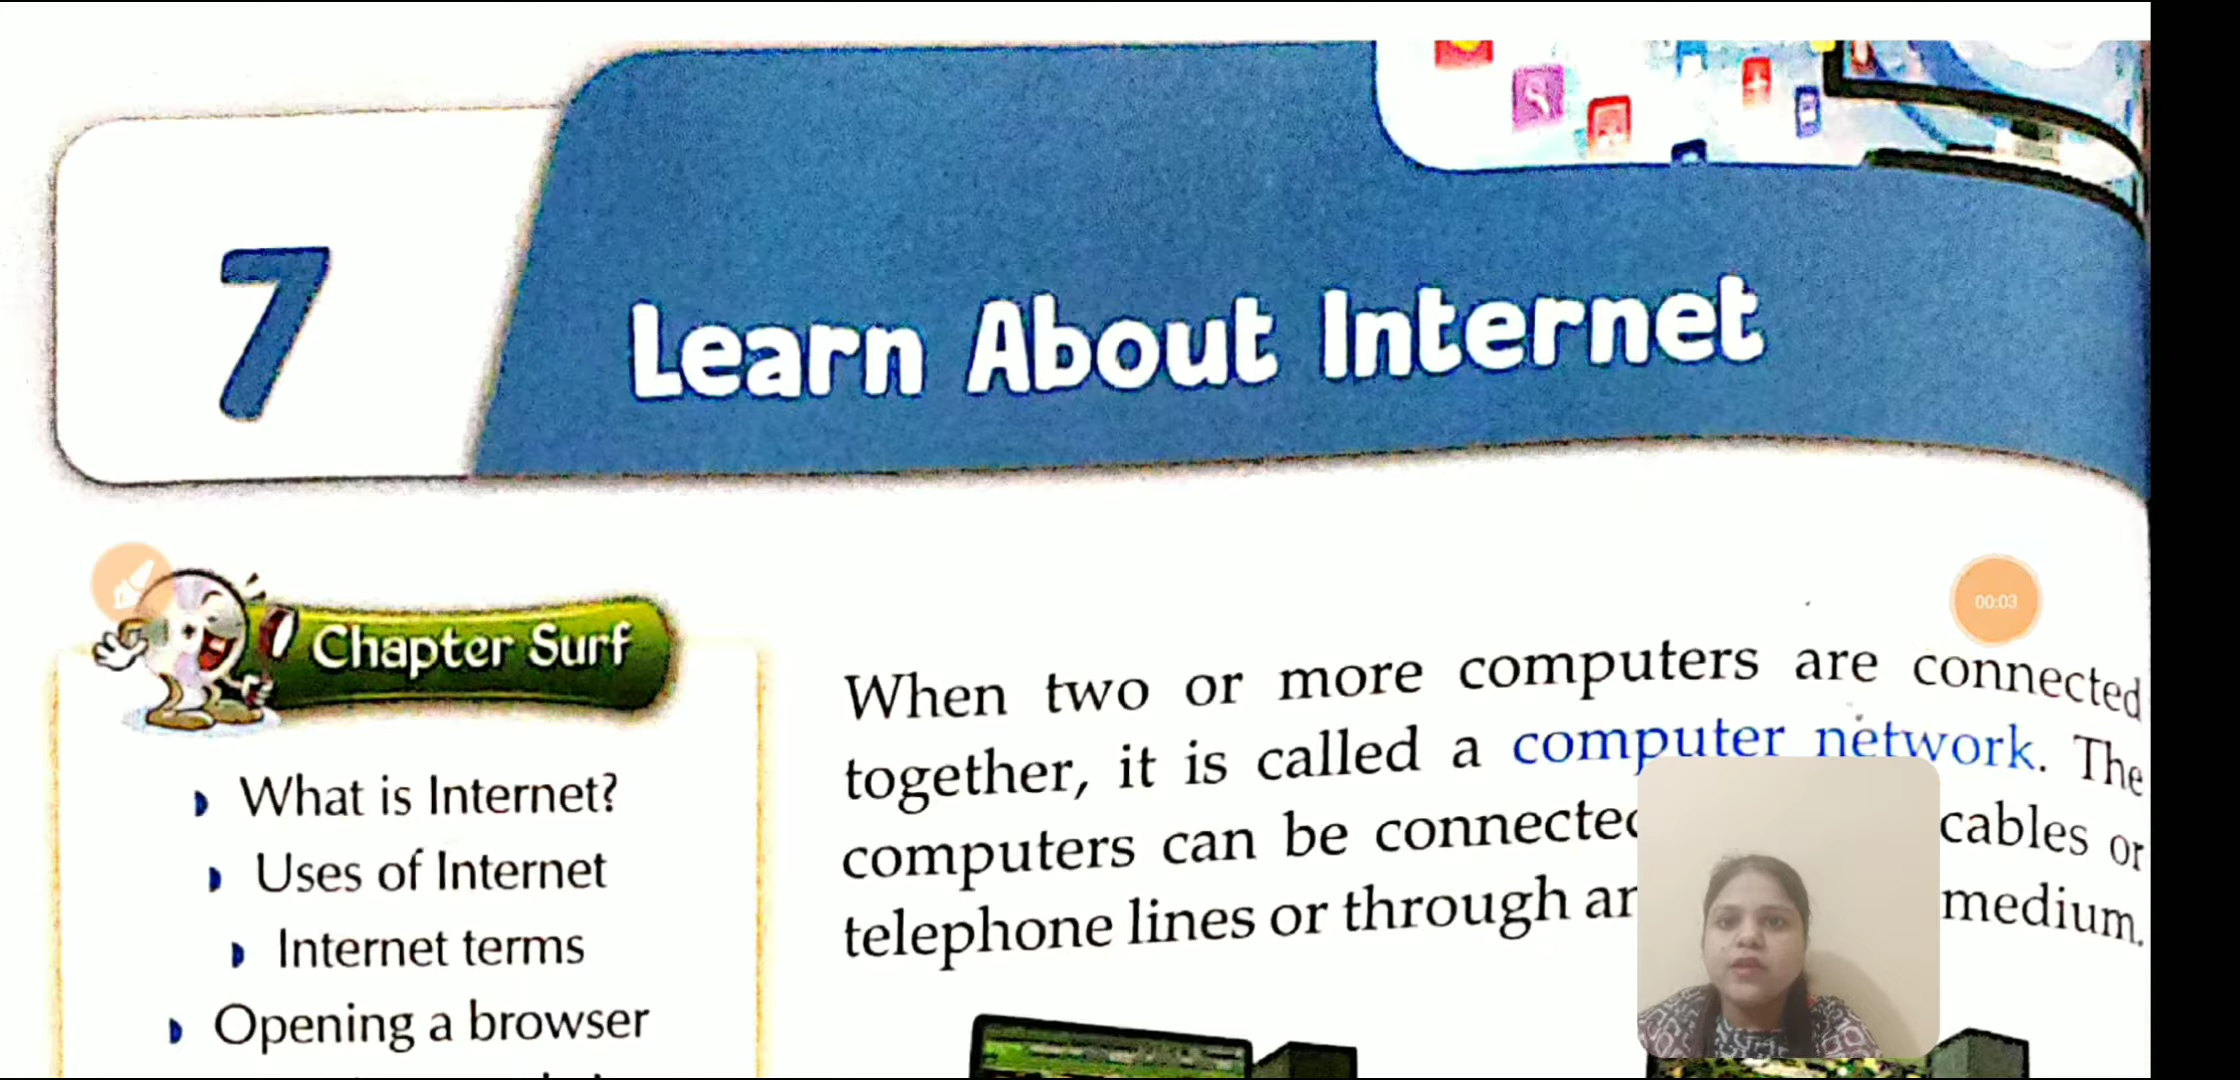 7
Learn About Internet
Chapter Surf
What is Internet?
Uses of Internet
Internet terms
Opening a browser
00:03
When two or more computers are connected
together, it is called a computer network. The
computers can be connected cables or
telephone lines or through medium.